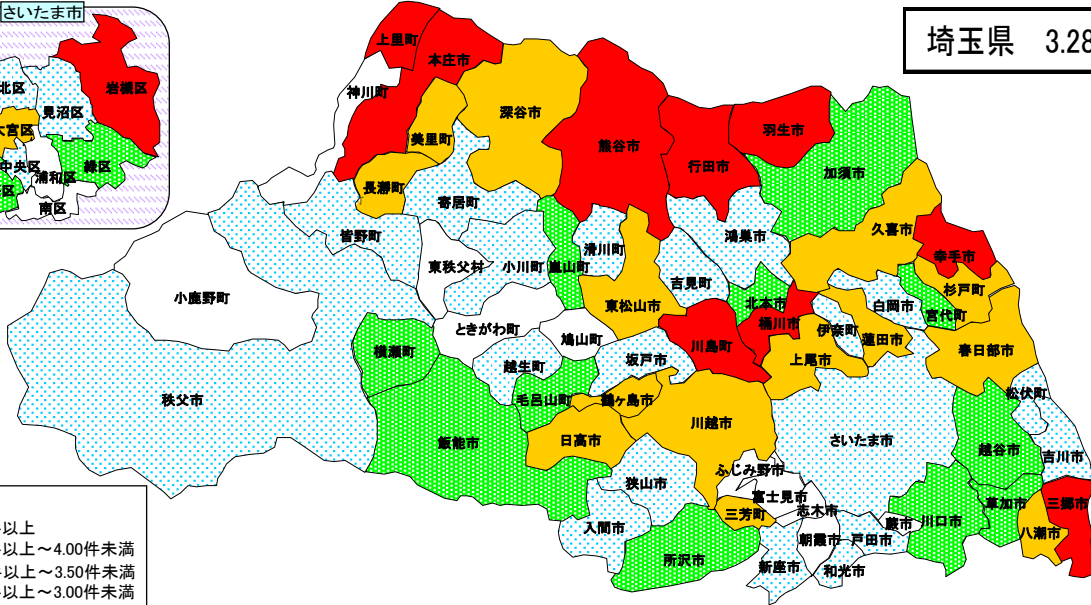 さいたま市
埼玉県 3.28
岩槻区
北区
見沼区
大宮区
中央区
浦和区
緑区
区
南区
上里町
本庄市
神川町
美里町
深谷市
熊谷市
行田市
羽生市
加須市
長瀞町
寄居町
皆野町
東秩父村
小川町
嵐山町
滑川町
吉見町
鴻巣市
久喜市
幸手市
杉戸町
小鹿野町
東松山市
北本市
桶川市
伊奈町
白岡市
宮代町
蓮田市
春日部市
ときがわ町
鳩山町
川島町
上尾市
横瀬町
越生町
坂戸市
松伏町
秩父市
毛呂山町
鶴ヶ島市
川越市
さいたま市
越谷市
吉川市
飯能市
日高市
ふじみ野市
狭山市
富士見市
三芳町
志木市
入間市
蕨市
川口市
草加市
三郷市
八潮市
所沢市
朝霞市
戸田市
新座市
和光市
以上
以上～4.00件未満
以上～3.50件未満
以上～3.00件未満